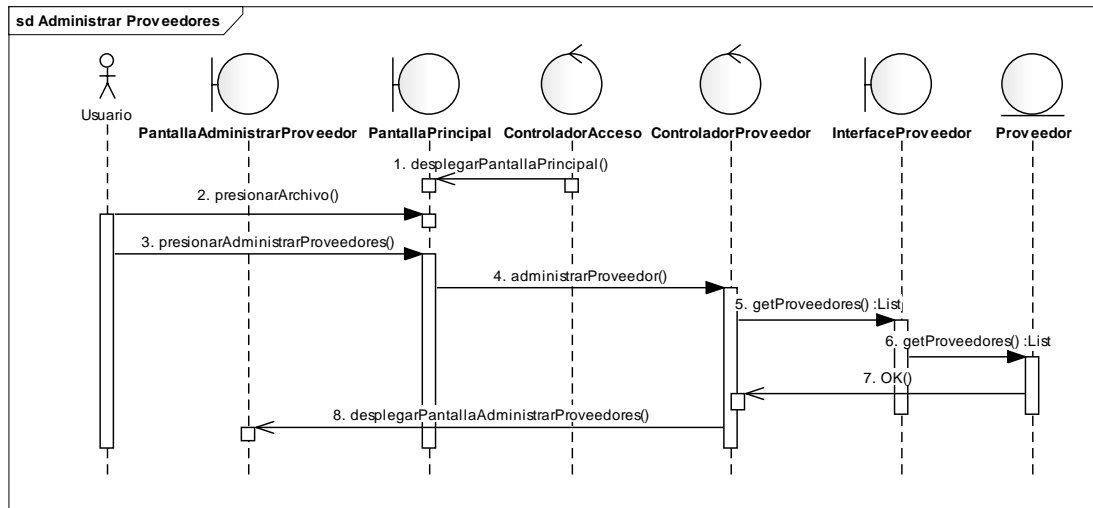 sd Administrar Proveedores
Usuario
PantallaAdministrarProveedor
PantallaPrincipal
ControladorAcceso
ControladorProveedor
InterfaceProveedor
Proveedor
1. desplegarPantallaPrincipal()
2. presionarArchivo()
3. presionarAdministrarProveedores()
4. administrarProveedor()
5. getProveedores() :List
6. getProveedores() :List
7. OK()
8. desplegarPantallaAdministrarProveedores()